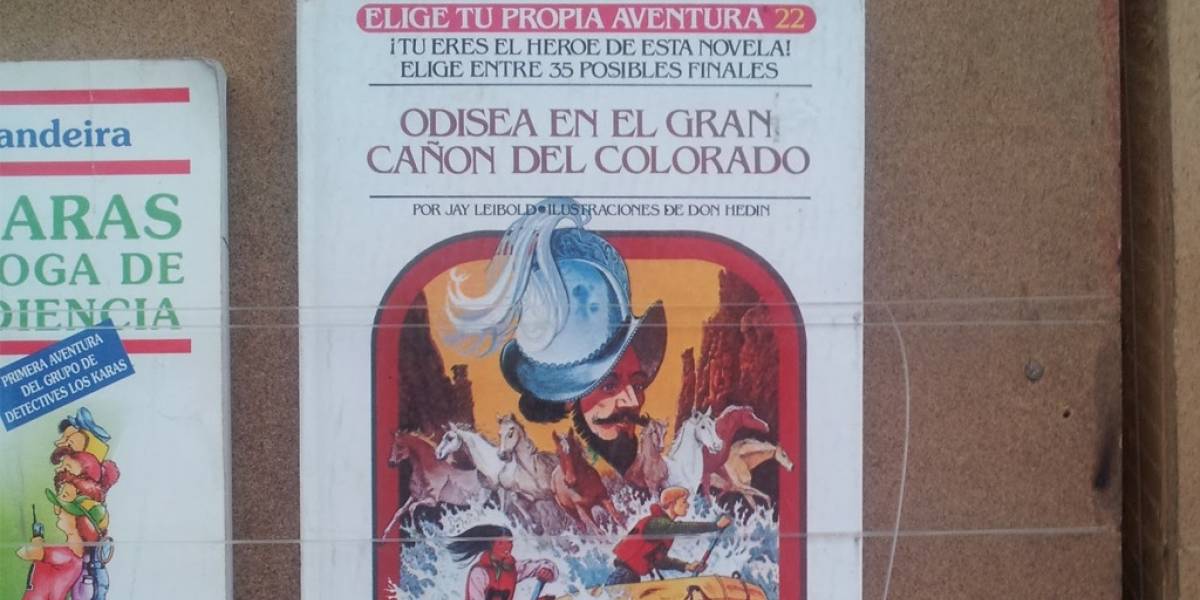 ELIGE TU PROPIA AVENTURA 22
¡TU ERES EL HEROE DE ESTA NOVELA!
ELIGE ENTRE 35 POSIBLES FINALES
ODISEA EN EL GRAN
CAÑON DEL COLORADO
POR JAY LEIBOLD•ILUSTRACIONES DE DON HEDIN
andeira
ARAS
OGA DE
DIENCIA
PRIMERA AVENTURA
DEL GRUPO DE
DETECTIVES LOS KARAS